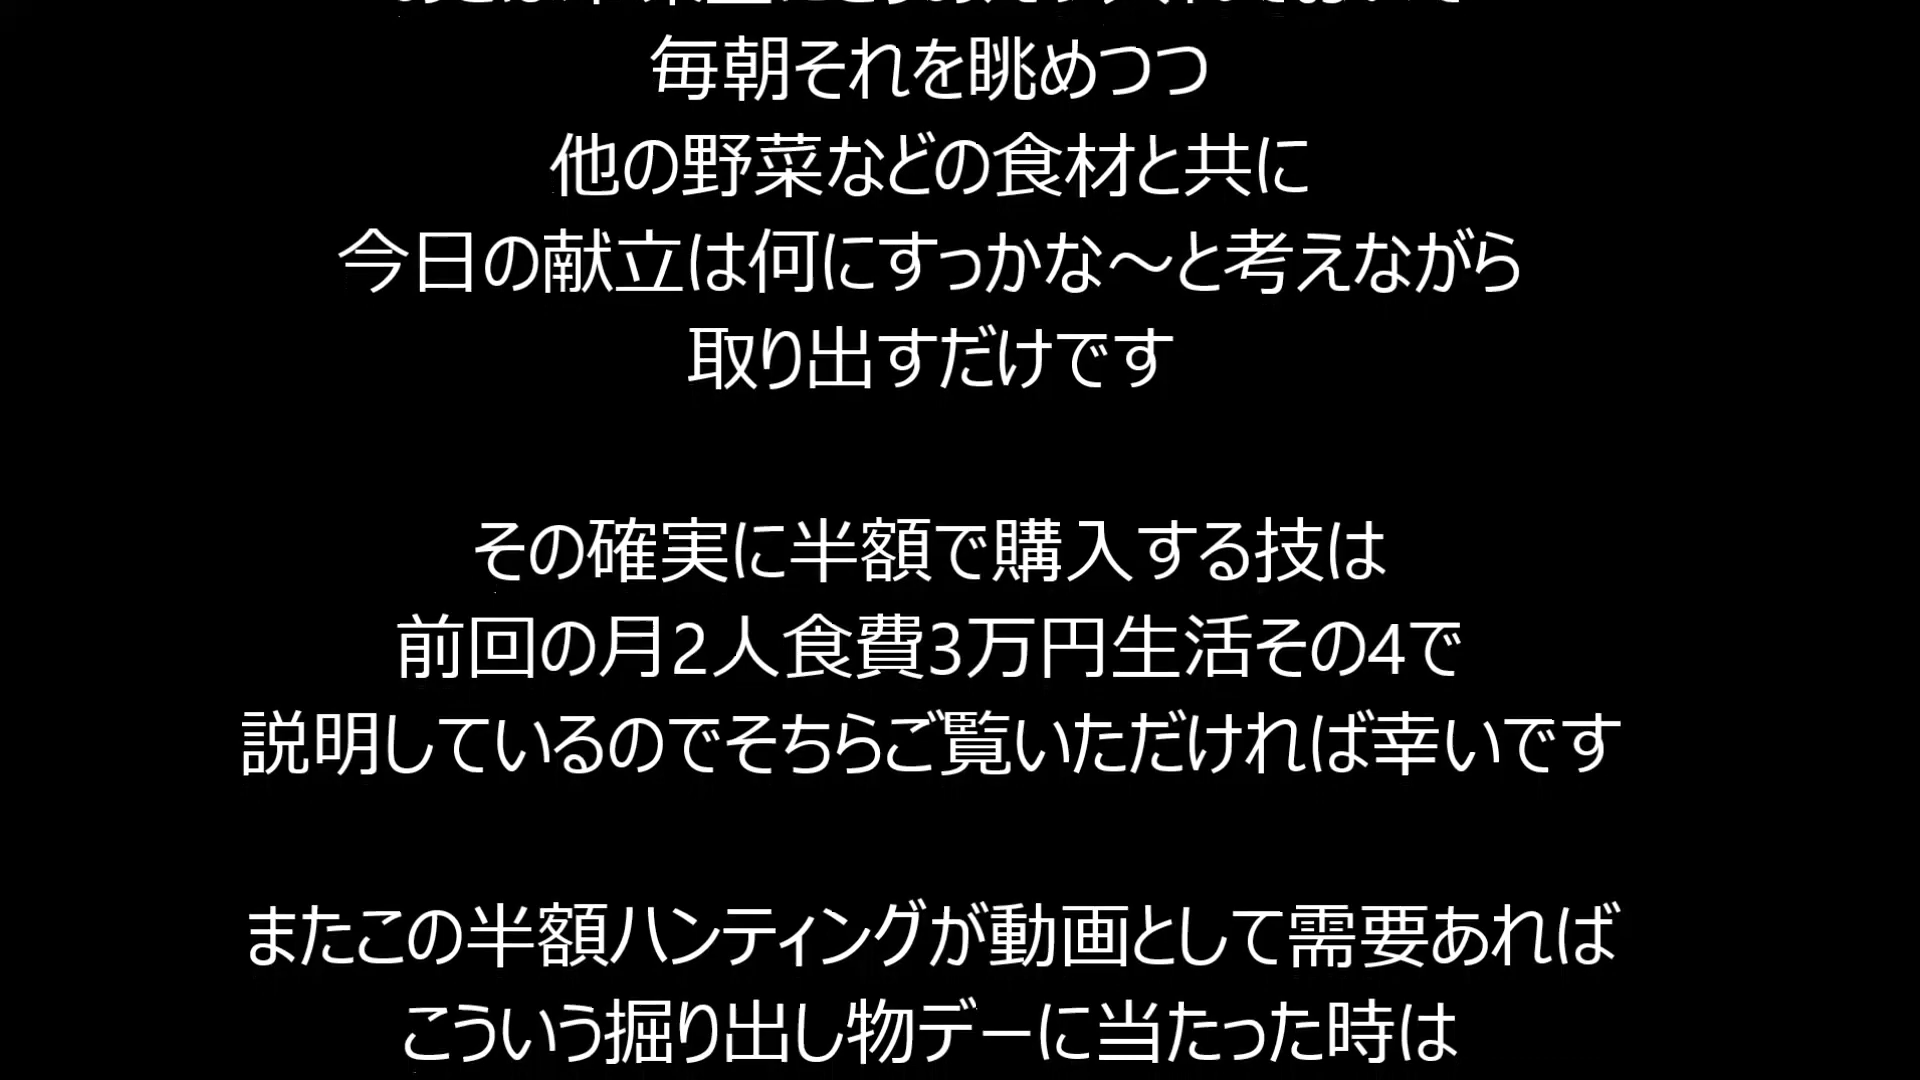 毎朝それを眺めつつ
他の野菜などの食材と共に
今日の献立は何にすっかな～と考えながら
取り出すだけです
その確実に半額で購入する技は
前回の月2人食費3万円生活その4で
説明しているのでそちらご覧いただければ幸いです
またこの半額ハンティングが動画として需要あれば
こういう掘り出し物デーに当たった時は